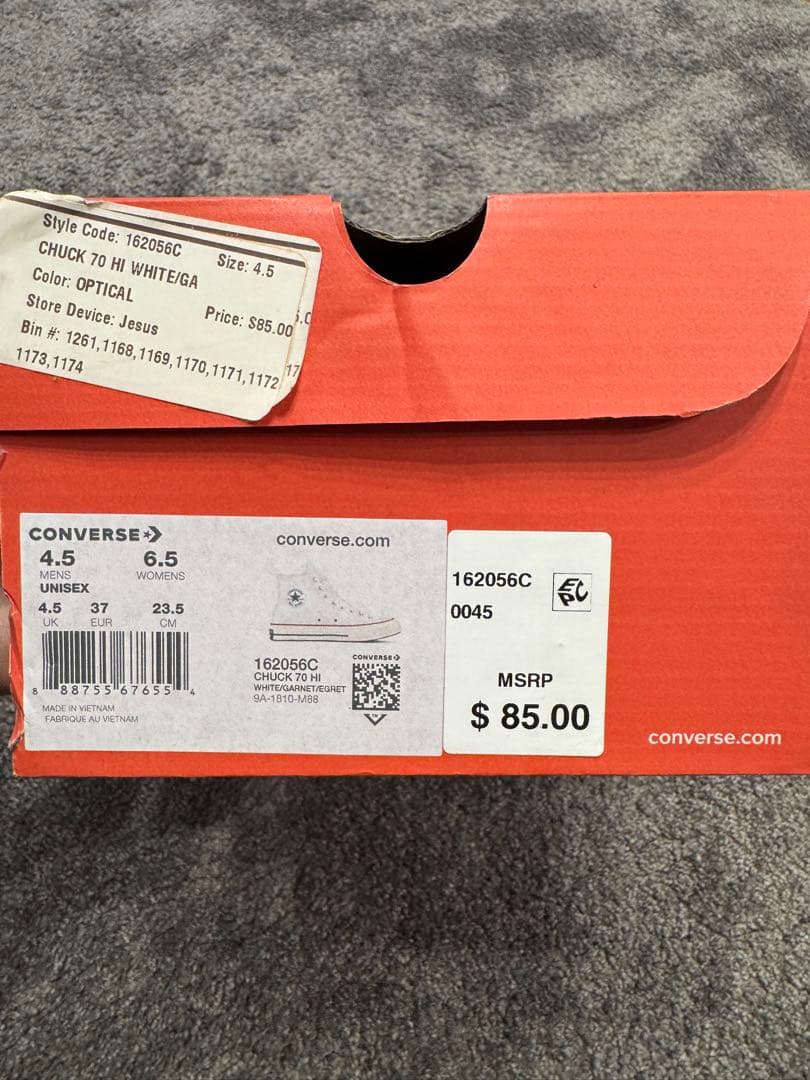 Style Code: 162056C
Size: 4.5
CHUCK 70 HI WHITE/GA
Color: OPTICAL
Store Device: Jesus
Price: $85.00
Bin #: 1261,1168,1169,1170,1171,1172
1173,1174
CONVERSE
converse.com
4.5 6.5
MENS WOMENS
UNISEX
4.5 37 23.5
UK EUR CM
8 88755 67655 4
MADE IN VIETNAM
FABRIQUE AU VIETNAM
162056C
CHUCK 70 HI
WHITE/GARNET/EGRET
9A-1810-M88
CONVERSE
162056C
0045
EPC
MSRP
$ 85.00
converse.com